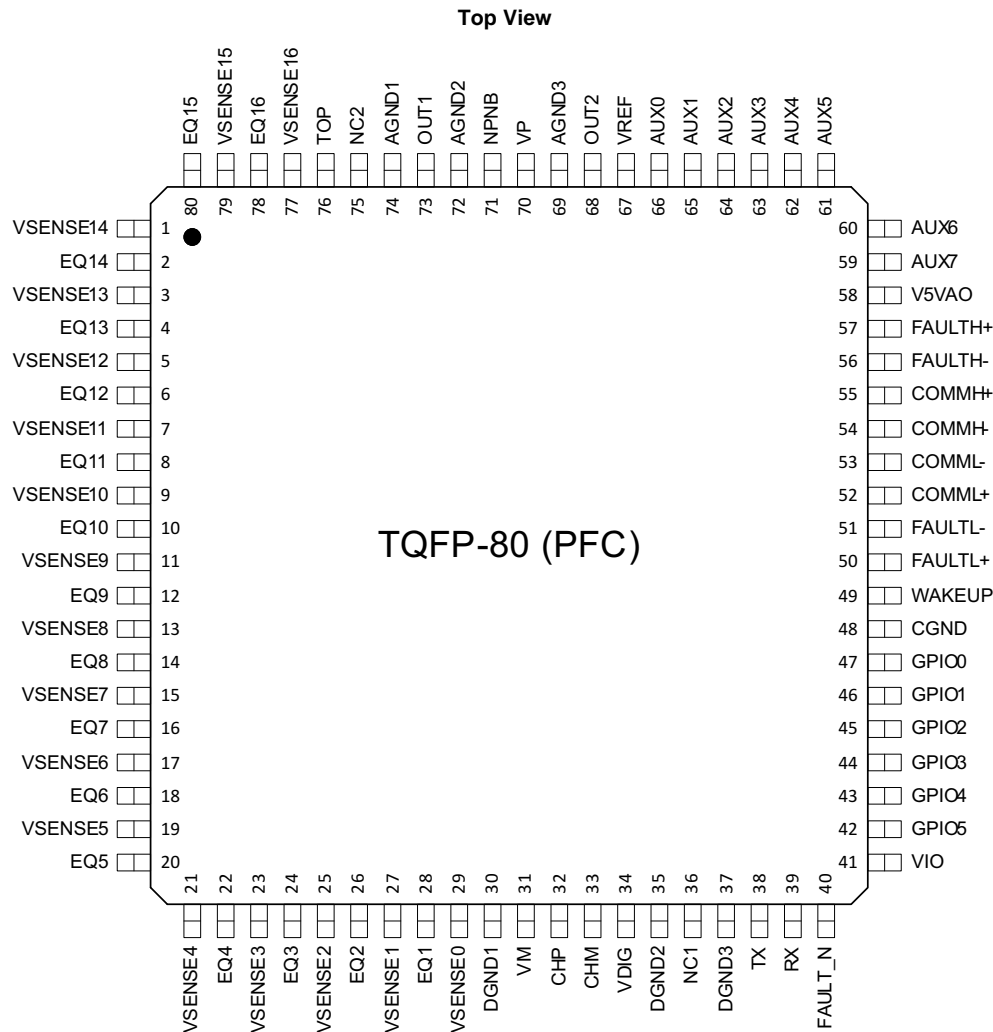 Top View
EQ15
VSENSE15
EQ16
VSENSE16
TOP
NC2
AGND1
OUT1
AGND2
NPNB
VP
AGND3
OUT2
VREF
AUX0
AUX1
AUX2
AUX3
AUX4
AUX5
80 79 78 77 76 75 74 73 72 71 70 69 68 67 66 65 64 63 62 61
VSENSE14 1
EQ14 2
VSENSE13 3
EQ13 4
VSENSE12 5
EQ12 6
VSENSE11 7
EQ11 8
VSENSE10 9
EQ10 10
VSENSE9 11
EQ9 12
VSENSE8 13
EQ8 14
VSENSE7 15
EQ7 16
VSENSE6 17
EQ6 18
VSENSE5 19
EQ5 20
TQFP-80 (PFC)
60 AUX6
59 AUX7
58 V5VAO
57 FAULTH+
56 FAULTH-
55 COMMH+
54 COMMH-
53 COMML-
52 COMML+
51 FAULTL-
50 FAULTL+
49 WAKEUP
48 CGND
47 GPIO0
46 GPIO1
45 GPIO2
44 GPIO3
43 GPIO4
42 GPIO5
41 VIO
21 22 23 24 25 26 27 28 29 30 31 32 33 34 35 36 37 38 39 40
VSENSE4
EQ4
VSENSE3
EQ3
VSENSE2
EQ2
VSENSE1
EQ1
VSENSE0
DGND1
VM
CHP
CHM
VDIG
DGND2
NC1
DGND3
TX
RX
FAULT_N